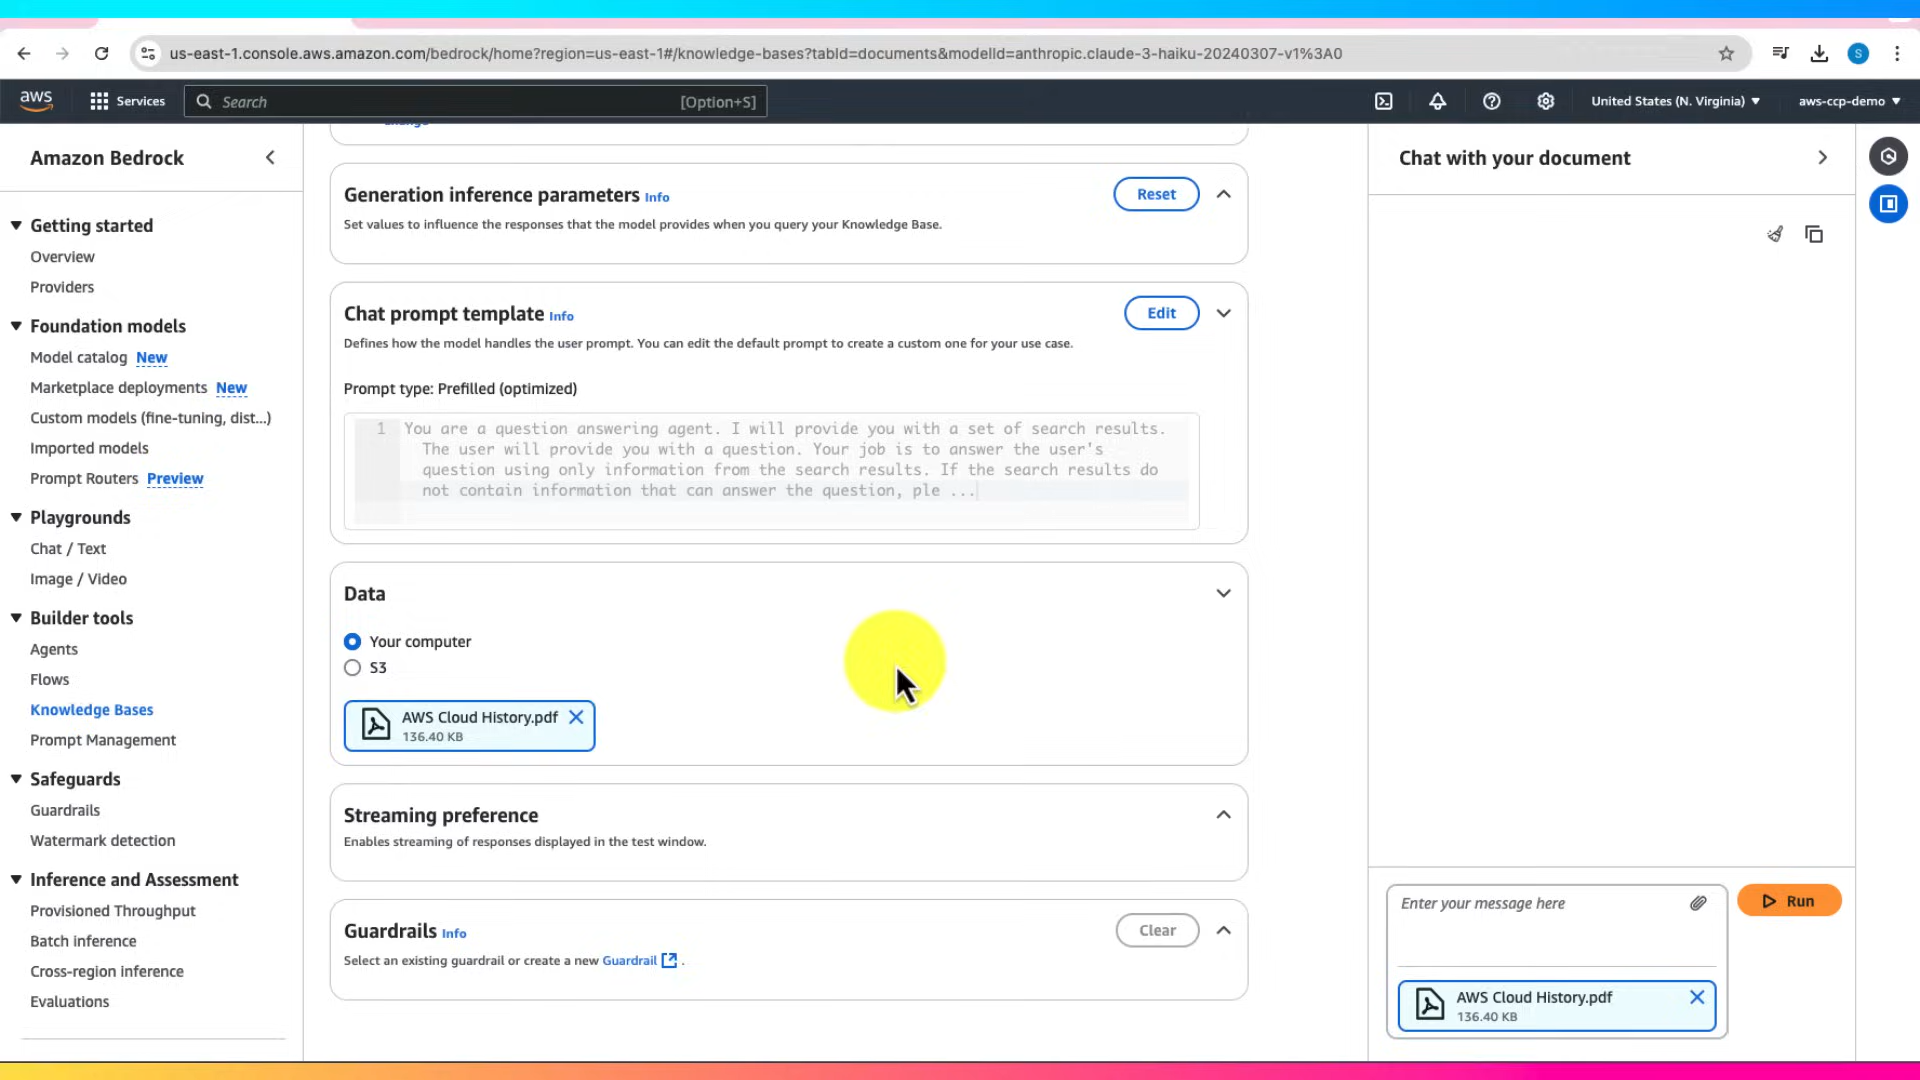 us-east-1.console.aws.amazon.com/bedrock/home?region=us-east-1#/knowledge-bases?tabId=documents&modelId=anthropic.claude-3-haiku-20240307-v1%3A0
S
aws
Services
Search
[Option+S]
United States (N. Virginia)
aws-ccp-demo
Amazon Bedrock
Getting started
Overview
Providers
Foundation models
Model catalog New
Marketplace deployments New
Custom models (fine-tuning, dist...)
Imported models
Prompt Routers Preview
Playgrounds
Chat / Text
Image / Video
Builder tools
Agents
Flows
Knowledge Bases
Prompt Management
Safeguards
Guardrails
Watermark detection
Inference and Assessment
Provisioned Throughput
Batch inference
Cross-region inference
Evaluations
change
Generation inference parameters Info
Reset
Set values to influence the responses that the model provides when you query your Knowledge Base.
Chat prompt template Info
Edit
Defines how the model handles the user prompt. You can edit the default prompt to create a custom one for your use case.
Prompt type: Prefilled (optimized)
1 You are a question answering agent. I will provide you with a set of search results.
The user will provide you with a question. Your job is to answer the user's
question using only information from the search results. If the search results do
not contain information that can answer the question, ple ...
Data
Your computer
S3
AWS Cloud History.pdf
136.40 KB
Streaming preference
Enables streaming of responses displayed in the test window.
Guardrails Info
Clear
Select an existing guardrail or create a new Guardrail .
Chat with your document
Enter your message here
Run
AWS Cloud History.pdf
136.40 KB